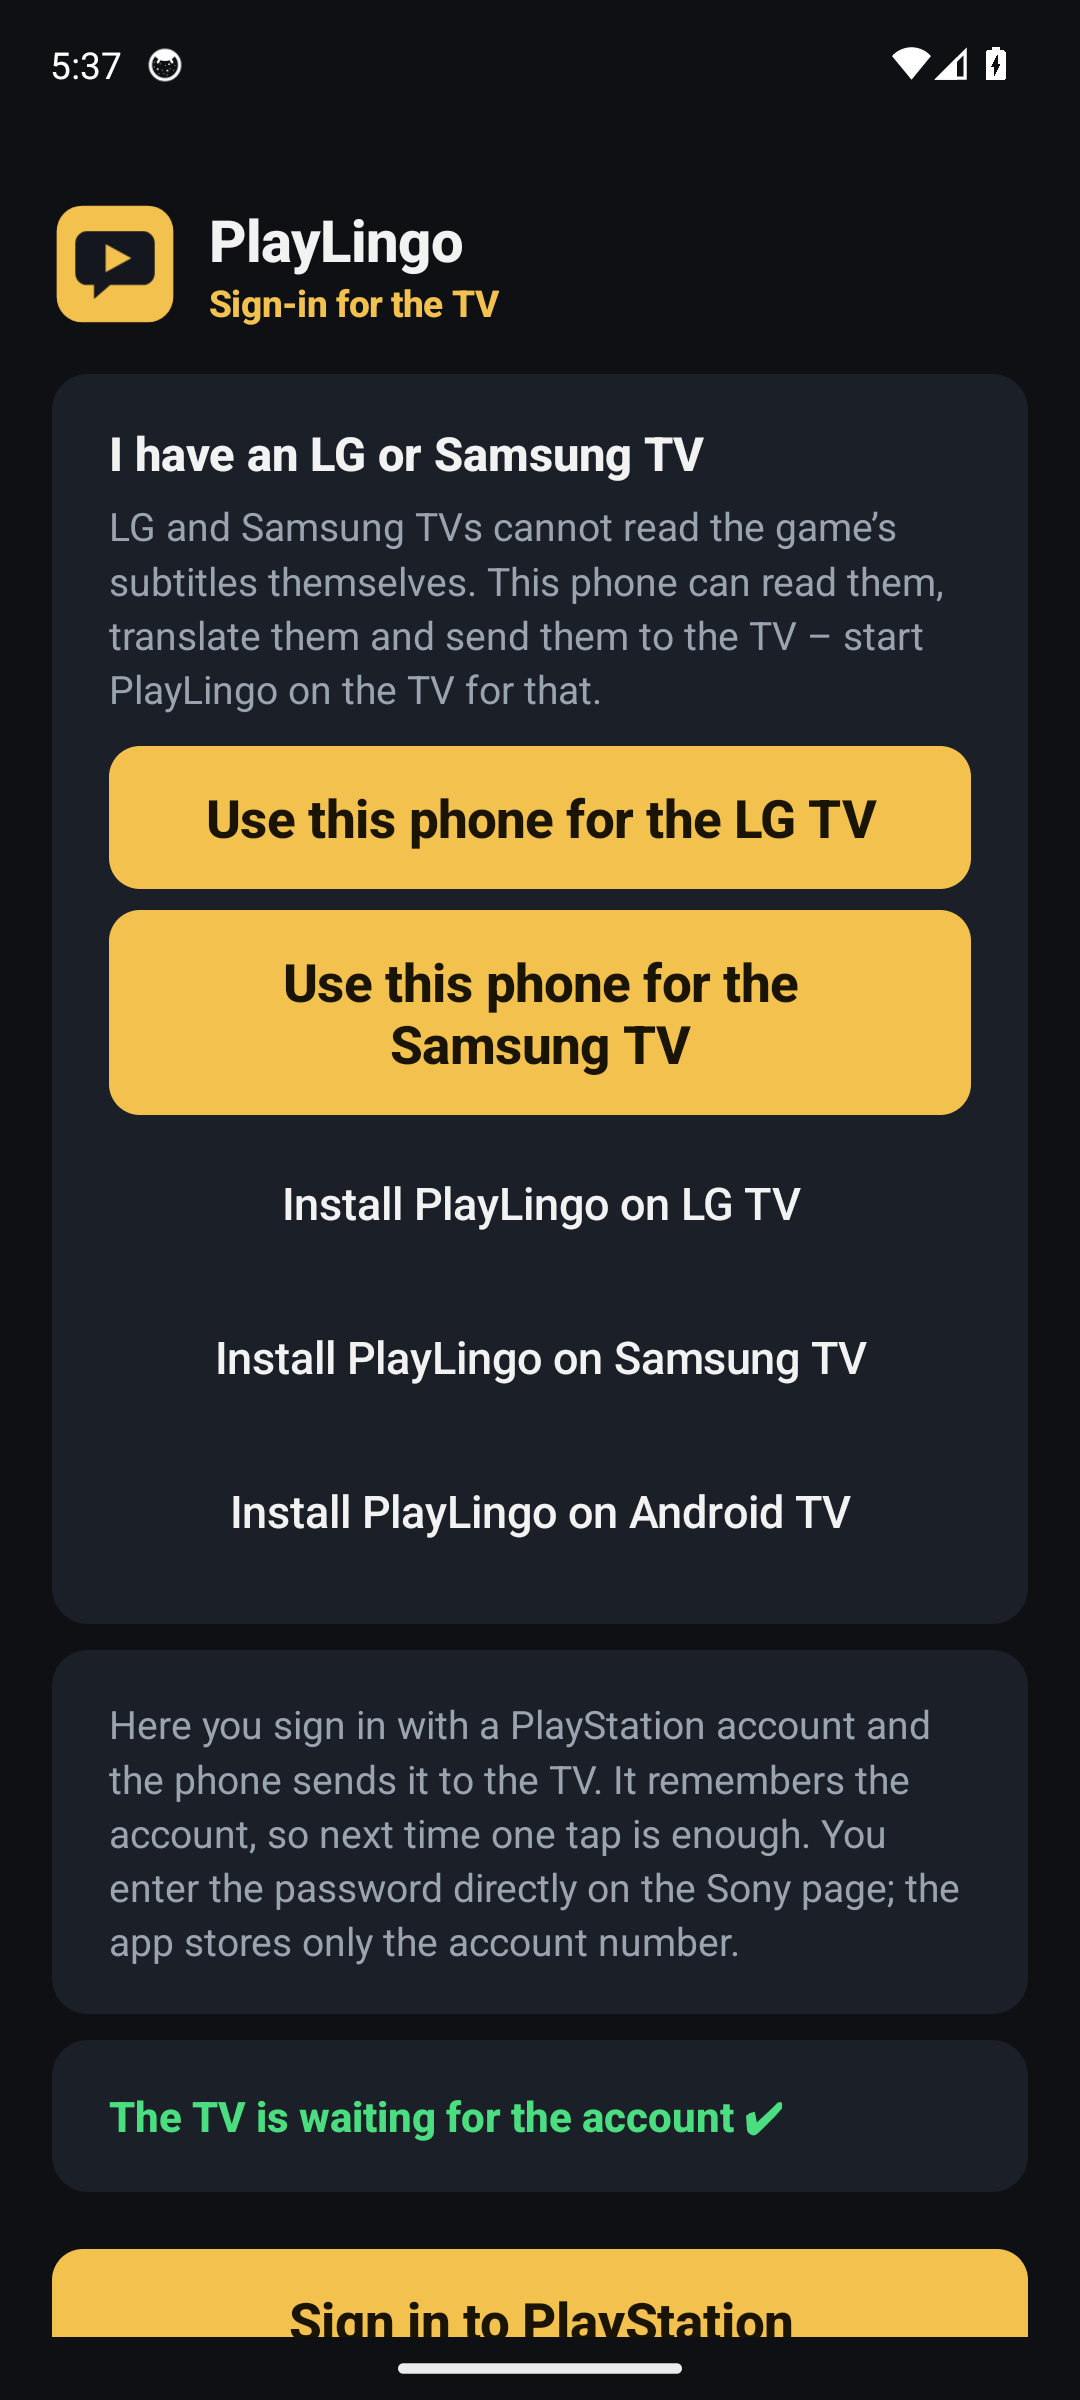 5:37
PlayLingo
Sign-in for the TV
I have an LG or Samsung TV
LG and Samsung TVs cannot read the game’s
subtitles themselves. This phone can read them,
translate them and send them to the TV – start
PlayLingo on the TV for that.
Use this phone for the LG TV
Use this phone for the
Samsung TV
Install PlayLingo on LG TV
Install PlayLingo on Samsung TV
Install PlayLingo on Android TV
Here you sign in with a PlayStation account and
the phone sends it to the TV. It remembers the
account, so next time one tap is enough. You
enter the password directly on the Sony page; the
app stores only the account number.
The TV is waiting for the account ✔
Sign in to PlayStation